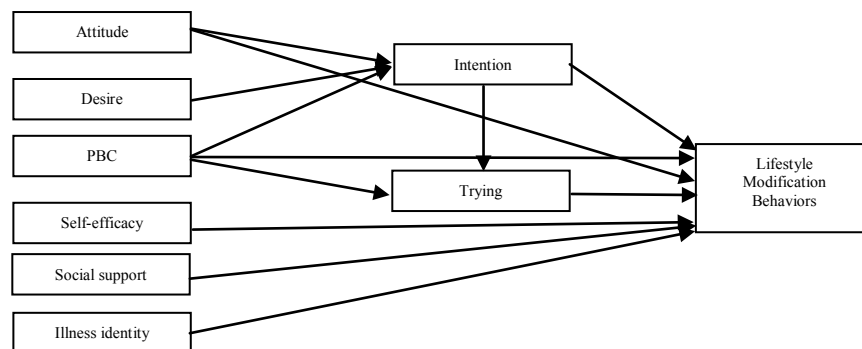 Attitude
Intention
Desire
PBC
Lifestyle
Modification
Behaviors
Trying
Self-efficacy
Social support
Illness identity